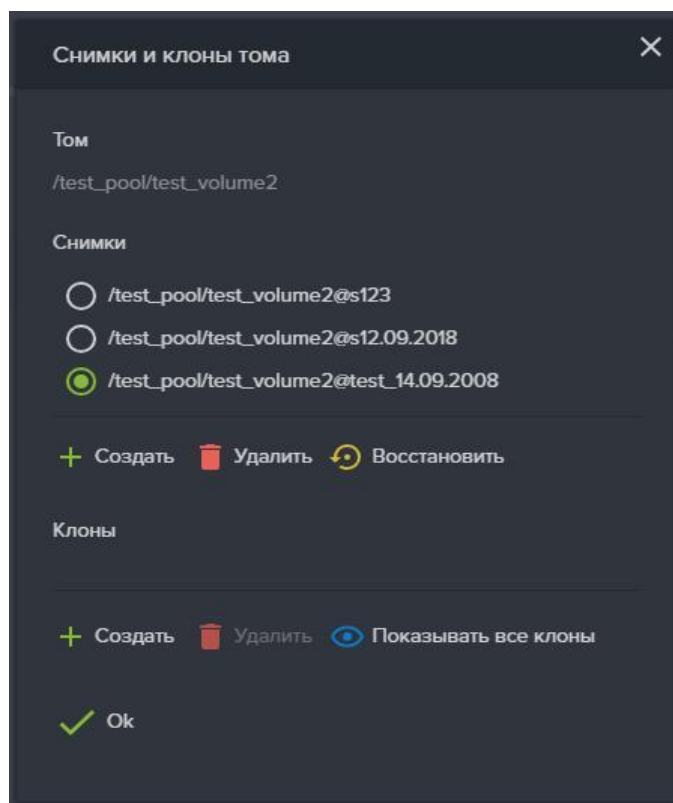 Снимки и клоны тома
Том
/test_pool/test_volume2
Снимки
/test_pool/test_volume2@s123
/test_pool/test_volume2@s12.09.2018
/test_pool/test_volume2@test_14.09.2008
Создать Удалить Восстановить
Клоны
Создать Удалить Показывать все клоны
Ok